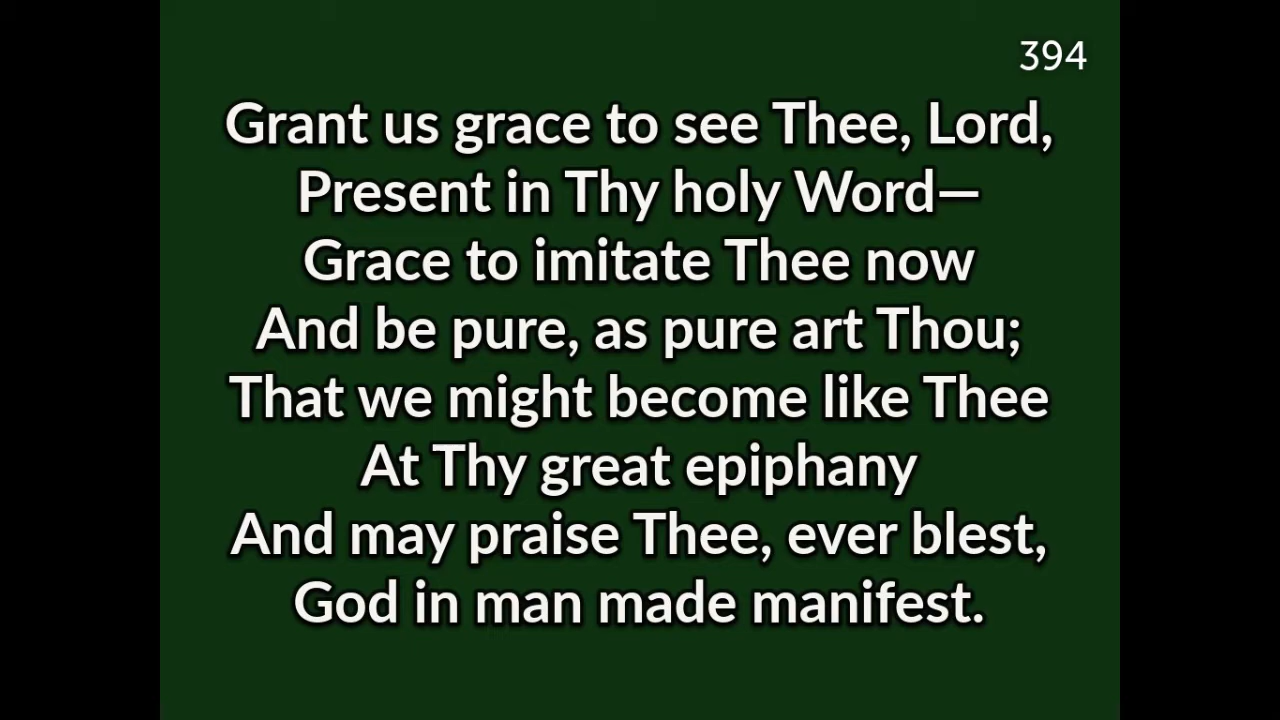 394
Grant us grace to see Thee, Lord,
Present in Thy holy Word—
Grace to imitate Thee now
And be pure, as pure art Thou;
That we might become like Thee
At Thy great epiphany
And may praise Thee, ever blest,
God in man made manifest.